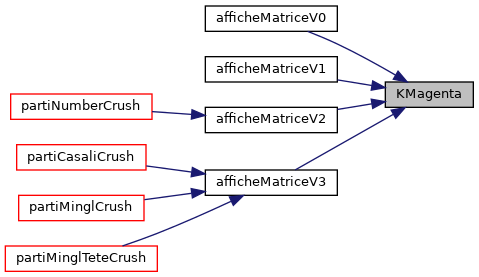 afficheMatriceV0
afficheMatriceV1
KMagenta
partiNumberCrush
afficheMatriceV2
partiCasaliCrush
afficheMatriceV3
partiMinglCrush
partiMinglTeteCrush